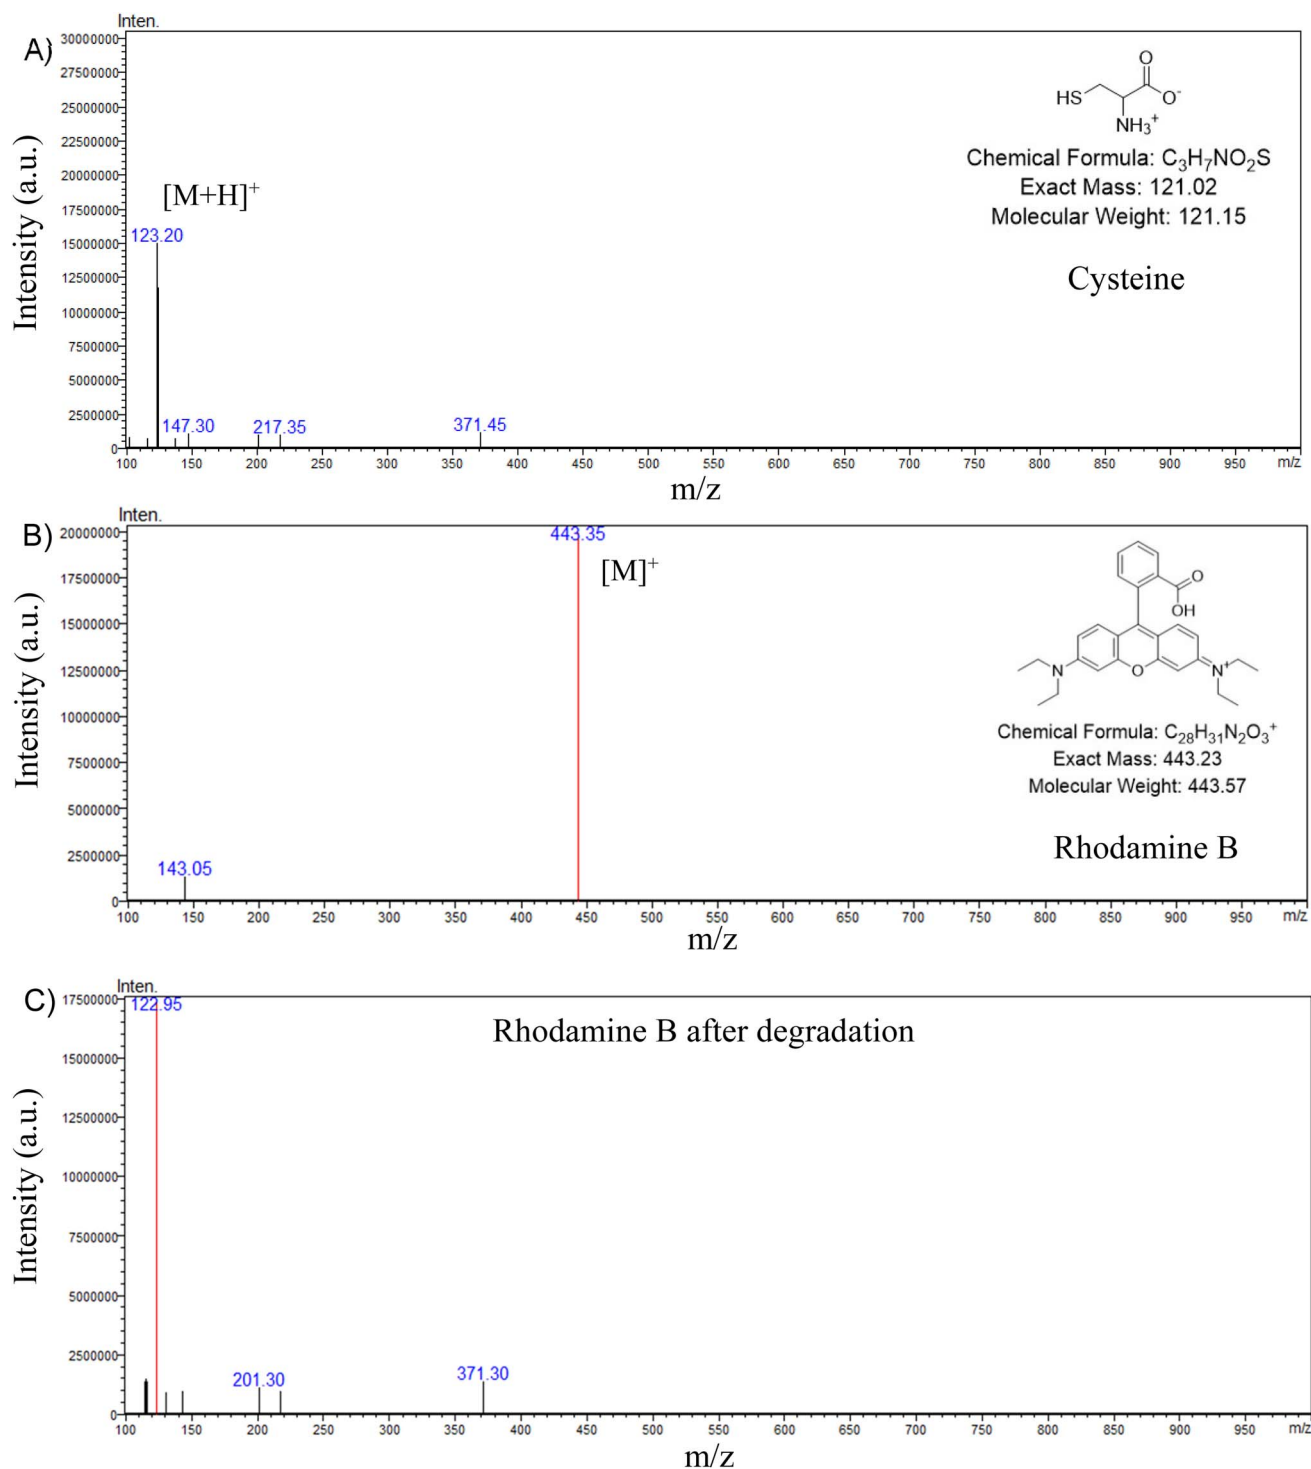 A)
Inten.
30000000
27500000
25000000
22500000
20000000
17500000
15000000
12500000
10000000
7500000
5000000
2500000
0
Intensity (a.u.)
[M+H]⁺
123.20
147.30
217.35
371.45
O
HS
O⁻
NH₃⁺
Chemical Formula: C₃H₇NO₂S
Exact Mass: 121.02
Molecular Weight: 121.15
Cysteine
100 150 200 250 300 350 400 450 500 550 600 650 700 750 800 850 900 950 m/z
m/z
B)
Inten.
20000000
17500000
15000000
12500000
10000000
7500000
5000000
2500000
0
Intensity (a.u.)
443.35
[M]⁺
143.05
O
OH
N
O
N⁺
Chemical Formula: C₂₈H₃₁N₂O₃⁺
Exact Mass: 443.23
Molecular Weight: 443.57
Rhodamine B
100 150 200 250 300 350 400 450 500 550 600 650 700 750 800 850 900 950 m/z
m/z
C)
Inten.
17500000
15000000
12500000
10000000
7500000
5000000
2500000
0
Intensity (a.u.)
122.95
Rhodamine B after degradation
201.30
371.30
100 150 200 250 300 350 400 450 500 550 600 650 700 750 800 850 900 950 m/z
m/z